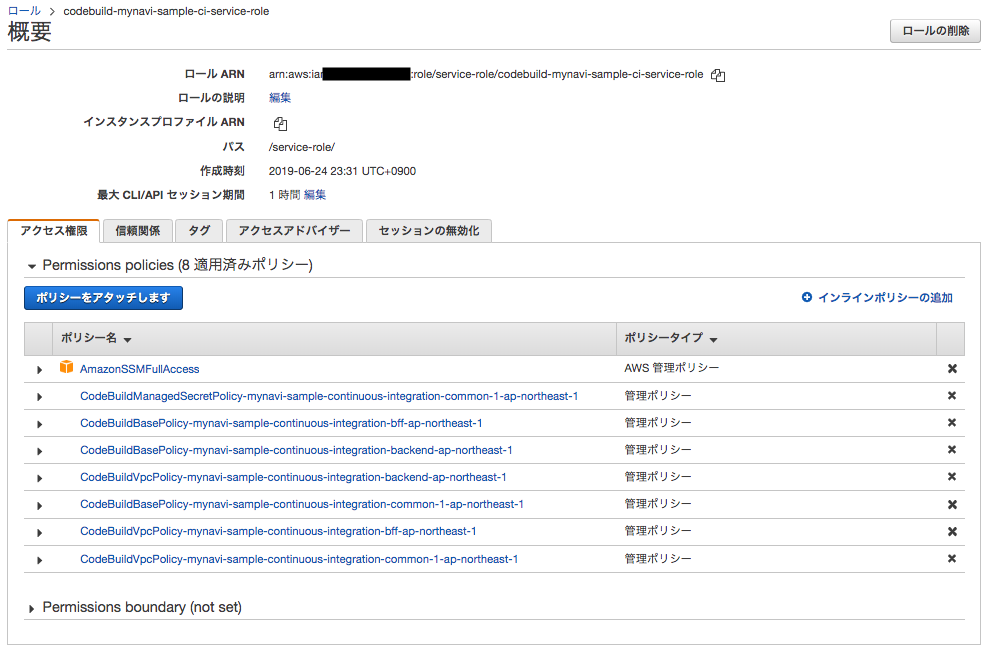 ロール > codebuild-mynavi-sample-ci-service-role
概要
ロールの削除
ロール ARN arn:aws:iar :role/service-role/codebuild-mynavi-sample-ci-service-role
ロールの説明 編集
インスタンスプロファイル ARN
パス /service-role/
作成時刻 2019-06-24 23:31 UTC+0900
最大 CLI/API セッション期間 1 時間 編集
アクセス権限 信頼関係 タグ アクセスアドバイザー セッションの無効化
Permissions policies (8 適用済みポリシー)
ポリシーをアタッチします インラインポリシーの追加
ポリシー名 ポリシータイプ
AmazonSSMFullAccess AWS 管理ポリシー
CodeBuildManagedSecretPolicy-mynavi-sample-continuous-integration-common-1-ap-northeast-1 管理ポリシー
CodeBuildBasePolicy-mynavi-sample-continuous-integration-bff-ap-northeast-1 管理ポリシー
CodeBuildBasePolicy-mynavi-sample-continuous-integration-backend-ap-northeast-1 管理ポリシー
CodeBuildVpcPolicy-mynavi-sample-continuous-integration-backend-ap-northeast-1 管理ポリシー
CodeBuildBasePolicy-mynavi-sample-continuous-integration-common-1-ap-northeast-1 管理ポリシー
CodeBuildVpcPolicy-mynavi-sample-continuous-integration-bff-ap-northeast-1 管理ポリシー
CodeBuildVpcPolicy-mynavi-sample-continuous-integration-common-1-ap-northeast-1 管理ポリシー
Permissions boundary (not set)